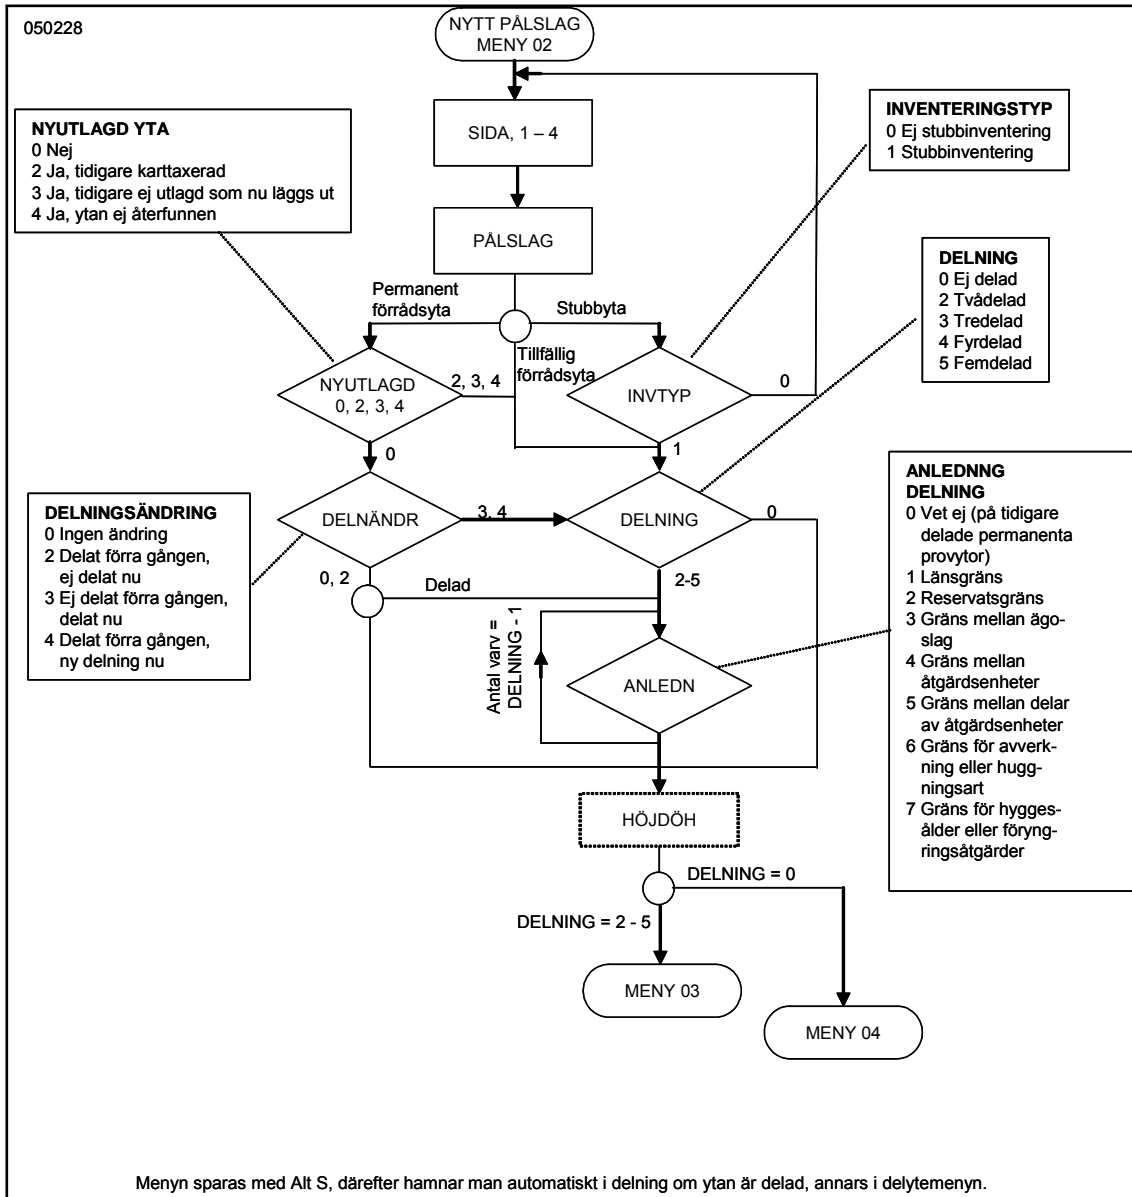 050228
NYTT PÅLSLAG
MENY 02
SIDA, 1 – 4
PÅLSLAG
NYUTLAGD YTA
0 Nej
2 Ja, tidigare karttaxerad
3 Ja, tidigare ej utlagd som nu läggs ut
4 Ja, ytan ej återfunnen
INVENTERINGSTYP
0 Ej stubbinventering
1 Stubbinventering
DELNING
0 Ej delad
2 Tvådelad
3 Tredelad
4 Fyrdelad
5 Femdelad
Permanent
förrådsyta
Stubbyta
Tillfällig
förrådsyta
NYUTLAGD
0, 2, 3, 4
2, 3, 4
INVTYP
0
0
1
DELNINGSÄNDRING
0 Ingen ändring
2 Delat förra gången,
ej delat nu
3 Ej delat förra gången,
delat nu
4 Delat förra gången,
ny delning nu
DELNÄNDR
3, 4
DELNING
0
0, 2
Delad
2-5
Antal varv =
DELNING - 1
ANLEDN
ANLEDNNG
DELNING
0 Vet ej (på tidigare
delade permanenta
provytor)
1 Länsgräns
2 Reservatsgräns
3 Gräns mellan ägo-
slag
4 Gräns mellan
åtgärdsenheter
5 Gräns mellan delar
av åtgärdsenheter
6 Gräns för avverk-
ning eller hugg-
ningsart
7 Gräns för hygges-
ålder eller föryng-
ringsåtgärder
HÖJDÖH
DELNING = 0
DELNING = 2 - 5
MENY 03
MENY 04
Menyn sparas med Alt S, därefter hamnar man automatiskt i delning om ytan är delad, annars i delytemenyn.